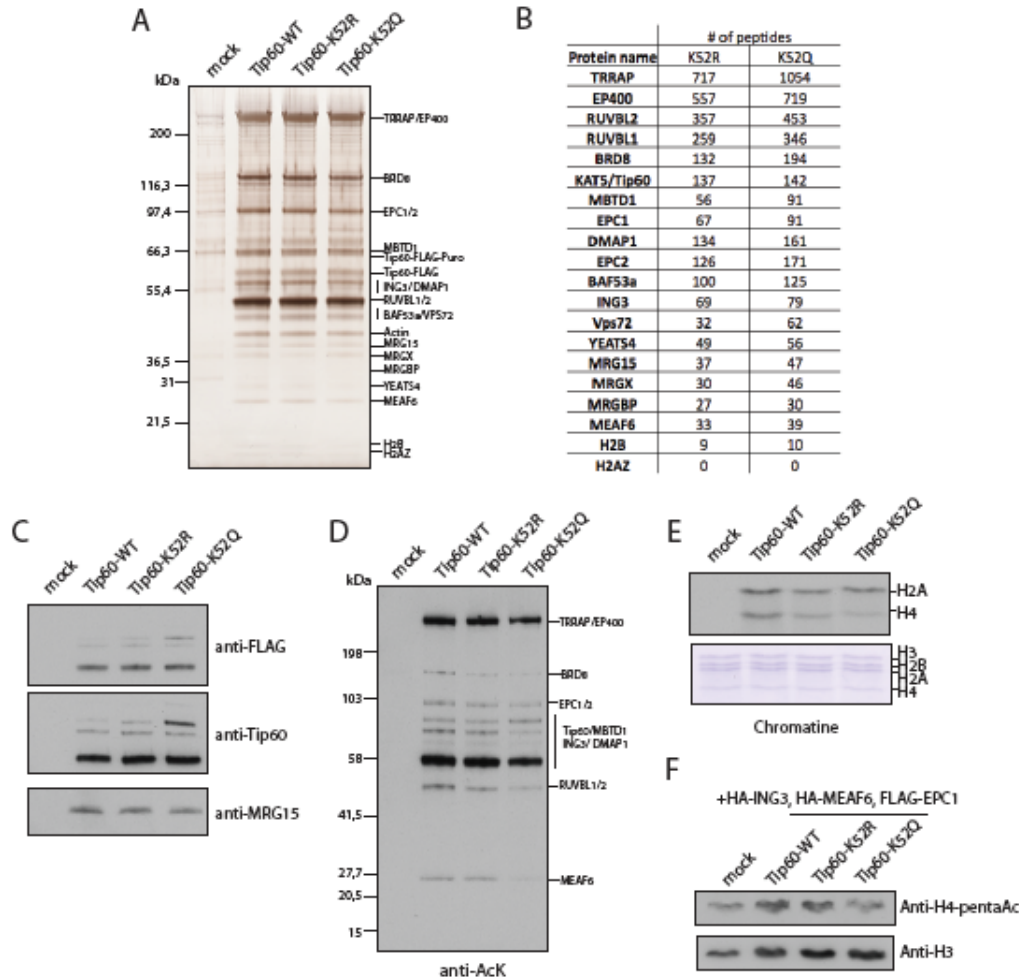 A
mock
Tip60-WT
Tip60-K52R
Tip60-K52Q
kDa
200
116,3
97,4
66,3
55,4
36,5
31
21,5
TRRAP/EP400
BRD8
EPC1/2
MBTD1
Tip60-FLAG-Puro
Tip60-FLAG
ING3/DMAP1
RUVBL1/2
BAF53a/VPS72
Actin
MRG15
MRGX
MRGBP
YEATS4
MEAF6
H2B
H2AZ
B
# of peptides
Protein name K52R K52Q
TRRAP 717 1054
EP400 557 719
RUVBL2 357 453
RUVBL1 259 346
BRD8 132 194
KAT5/Tip60 137 142
MBTD1 56 91
EPC1 67 91
DMAP1 134 161
EPC2 126 171
BAF53a 100 125
ING3 69 79
Vps72 32 62
YEATS4 49 56
MRG15 37 47
MRGX 30 46
MRGBP 27 30
MEAF6 33 39
H2B 9 10
H2AZ 0 0
C
mock
Tip60-WT
Tip60-K52R
Tip60-K52Q
anti-FLAG
anti-Tip60
anti-MRG15
D
mock
Tip60-WT
Tip60-K52R
Tip60-K52Q
kDa
198
103
58
41,5
27,7
20,5
15
TRRAP/EP400
BRD8
EPC1/2
Tip60/MBTD1
ING3/ DMAP1
RUVBL1/2
MEAF6
anti-AcK
E
mock
Tip60-WT
Tip60-K52R
Tip60-K52Q
H2A
H4
H3
H2B
H2A
H4
Chromatine
F
+HA-ING3, HA-MEAF6, FLAG-EPC1
mock
Tip60-WT
Tip60-K52R
Tip60-K52Q
Anti-H4-pentaAc
Anti-H3